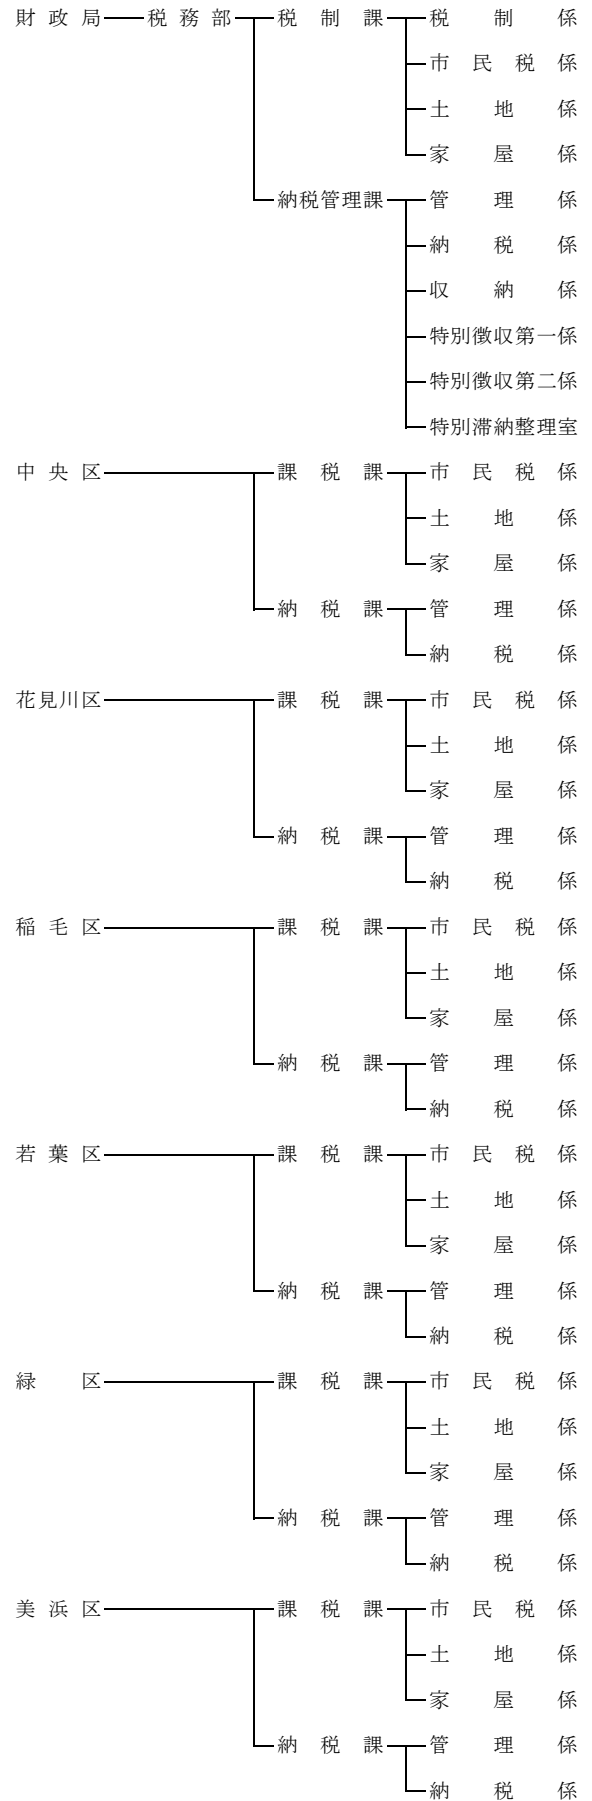 財政局 税務部 税制課 税制係
市民税係
土地係
家屋係
納税管理課 管理係
納税係
収納係
特別徴収第一係
特別徴収第二係
特別滞納整理室
中央区 課税課 市民税係
土地係
家屋係
納税課 管理係
納税係
花見川区 課税課 市民税係
土地係
家屋係
納税課 管理係
納税係
稲毛区 課税課 市民税係
土地係
家屋係
納税課 管理係
納税係
若葉区 課税課 市民税係
土地係
家屋係
納税課 管理係
納税係
緑区 課税課 市民税係
土地係
家屋係
納税課 管理係
納税係
美浜区 課税課 市民税係
土地係
家屋係
納税課 管理係
納税係